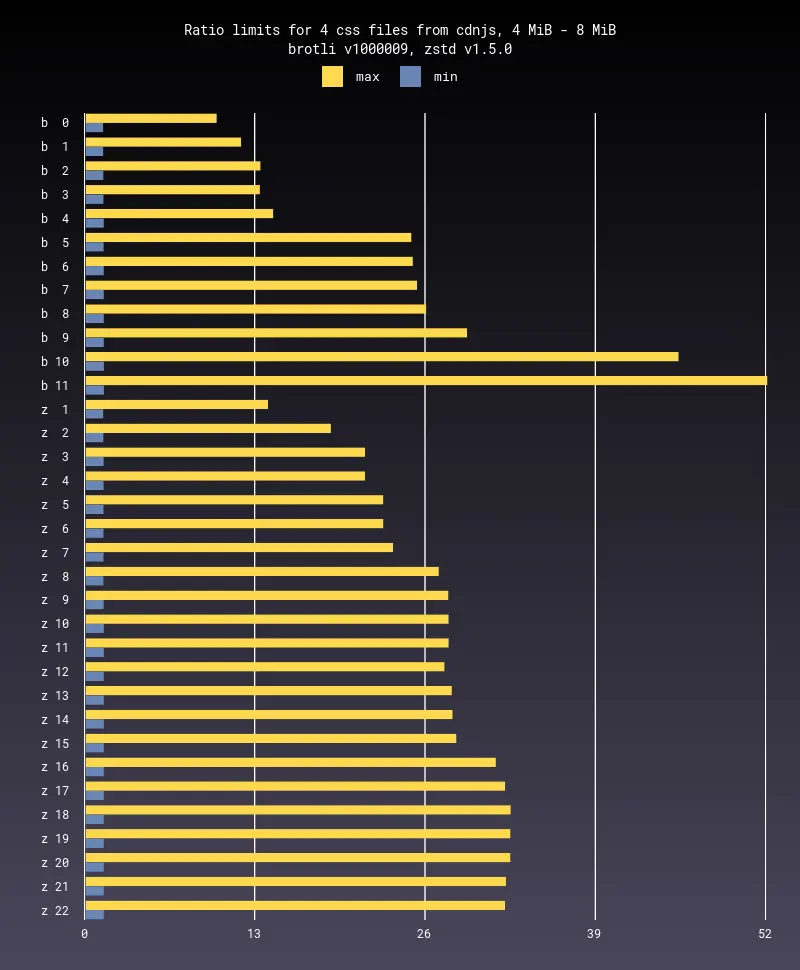 Ratio limits for 4 css files from cdnjs, 4 MiB - 8 MiB
brotli v1000009, zstd v1.5.0
max min
b 0
b 1
b 2
b 3
b 4
b 5
b 6
b 7
b 8
b 9
b 10
b 11
z 1
z 2
z 3
z 4
z 5
z 6
z 7
z 8
z 9
z 10
z 11
z 12
z 13
z 14
z 15
z 16
z 17
z 18
z 19
z 20
z 21
z 22
0 13 26 39 52